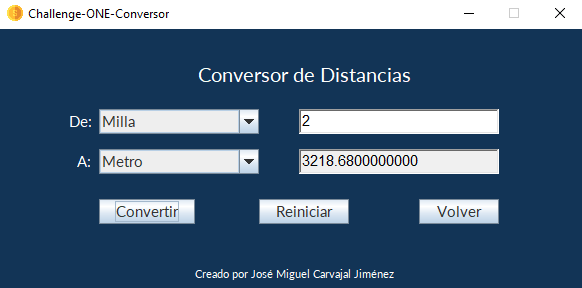 Challenge-ONE-Conversor
Conversor de Distancias
De: Milla 2
A: Metro 3218.6800000000
Convertir Reiniciar Volver
Creado por José Miguel Carvajal Jiménez